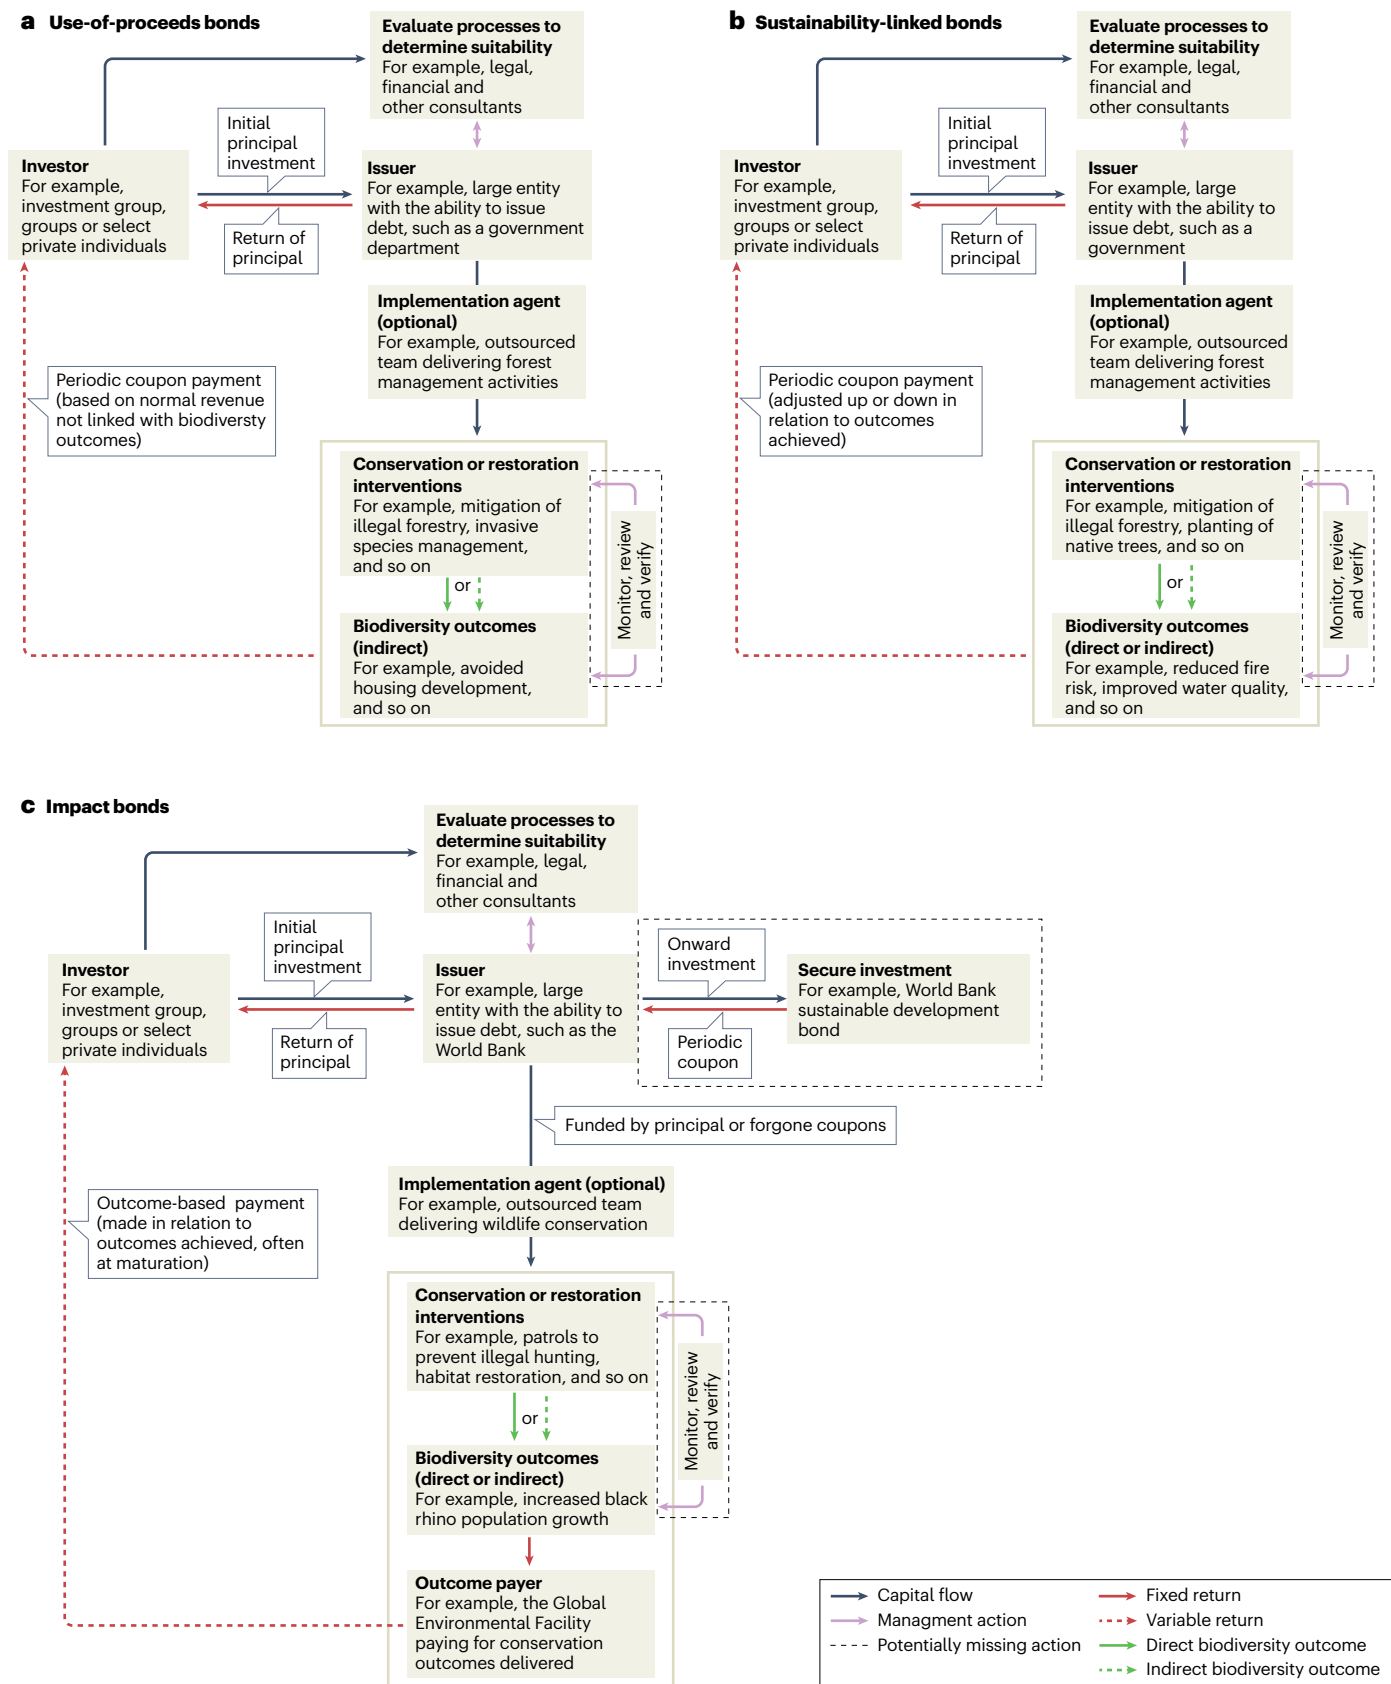 a Use-of-proceeds bonds
Evaluate processes to
determine suitability
For example, legal,
financial and
other consultants
Initial
principal
investment
Investor
For example,
investment group,
groups or select
private individuals
Issuer
For example, large entity
with the ability to issue
debt, such as a government
department
Return of
principal
Implementation agent
(optional)
For example, outsourced
team delivering forest
management activities
Periodic coupon payment
(based on normal revenue
not linked with biodiversty
outcomes)
Conservation or restoration
interventions
For example, mitigation of
illegal forestry, invasive
species management,
and so on
or
Monitor, review
and verify
Biodiversity outcomes
(indirect)
For example, avoided
housing development,
and so on
b Sustainability-linked bonds
Evaluate processes to
determine suitability
For example, legal,
financial and
other consultants
Initial
principal
investment
Investor
For example,
investment group,
groups or select
private individuals
Issuer
For example, large
entity with the ability to
issue debt, such as a
government
Return of
principal
Implementation agent
(optional)
For example, outsourced
team delivering forest
management activities
Periodic coupon payment
(adjusted up or down in
relation to outcomes
achieved)
Conservation or restoration
interventions
For example, mitigation of
illegal forestry, planting of
native trees, and so on
or
Monitor, review
and verify
Biodiversity outcomes
(direct or indirect)
For example, reduced fire
risk, improved water quality,
and so on
c Impact bonds
Evaluate processes to
determine suitability
For example, legal,
financial and
other consultants
Initial
principal
investment
Onward
investment
Investor
For example,
investment group,
groups or select
private individuals
Issuer
For example, large
entity with the ability to
issue debt, such as the
World Bank
Secure investment
For example, World Bank
sustainable development
bond
Return of
principal
Periodic
coupon
Funded by principal or forgone coupons
Implementation agent (optional)
For example, outsourced team
delivering wildlife conservation
Outcome-based payment
(made in relation to
outcomes achieved, often
at maturation)
Conservation or restoration
interventions
For example, patrols to
prevent illegal hunting,
habitat restoration, and so on
or
Monitor, review
and verify
Biodiversity outcomes
(direct or indirect)
For example, increased black
rhino population growth
Outcome payer
For example, the Global
Environmental Facility
paying for conservation
outcomes delivered
Capital flow
Managment action
Potentially missing action
Fixed return
Variable return
Direct biodiversity outcome
Indirect biodiversity outcome